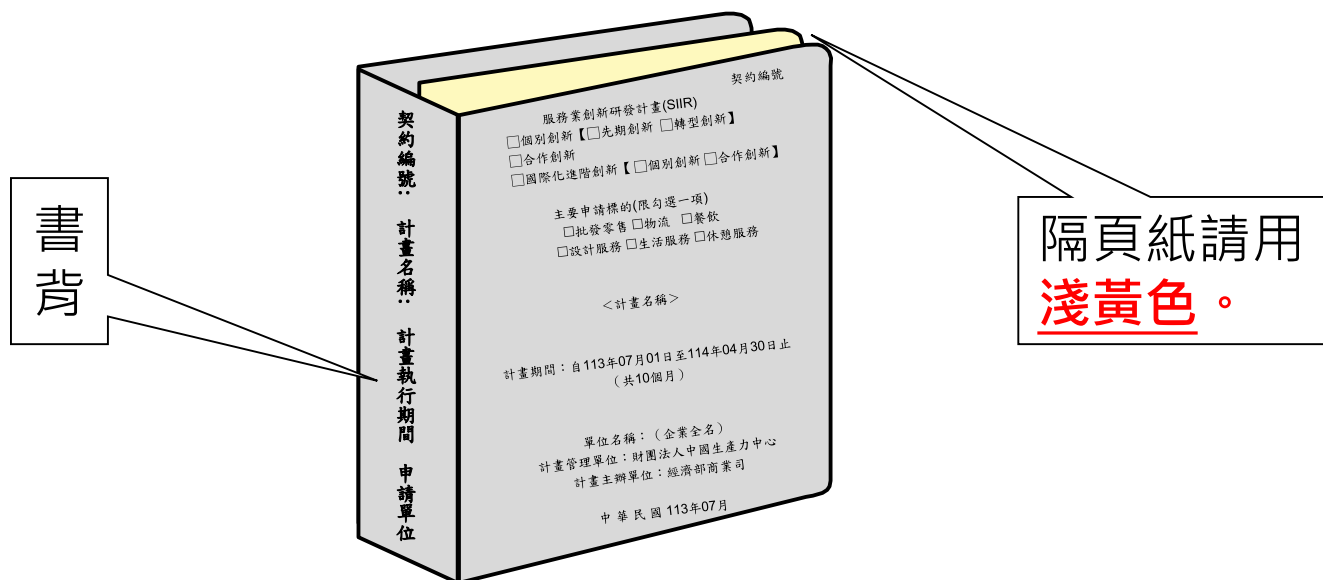 契約編號
服務業創新研發計畫(SIIR)
□個別創新【□先期創新 □轉型創新】
□合作創新
□國際化進階創新【 □個別創新 □合作創新】
主要申請標的(限勾選一項)
□批發零售 □物流 □餐飲
□設計服務 □生活服務 □休憩服務
<計畫名稱>
計畫期間：自113年07月01日至114年04月30日止
（共10個月）
單位名稱：（企業全名）
計畫管理單位：財團法人中國生產力中心
計畫主辦單位：經濟部商業司
中 華 民 國 113年07月
契約編號： 計畫名稱： 計畫執行期間 申請單位
書背
隔頁紙請用
淺黃色。